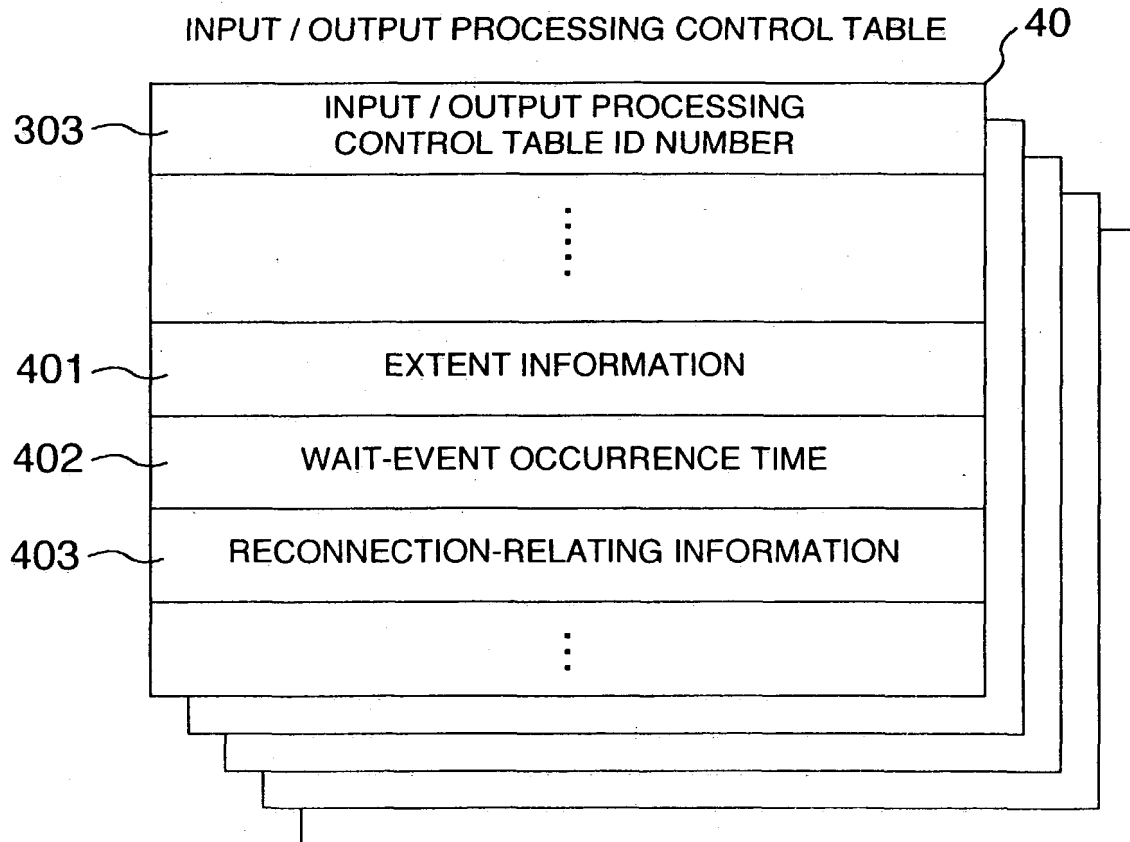 INPUT / OUTPUT PROCESSING CONTROL TABLE
40
303
INPUT / OUTPUT PROCESSING
CONTROL TABLE ID NUMBER
401
EXTENT INFORMATION
402
WAIT-EVENT OCCURRENCE TIME
403
RECONNECTION-RELATING INFORMATION